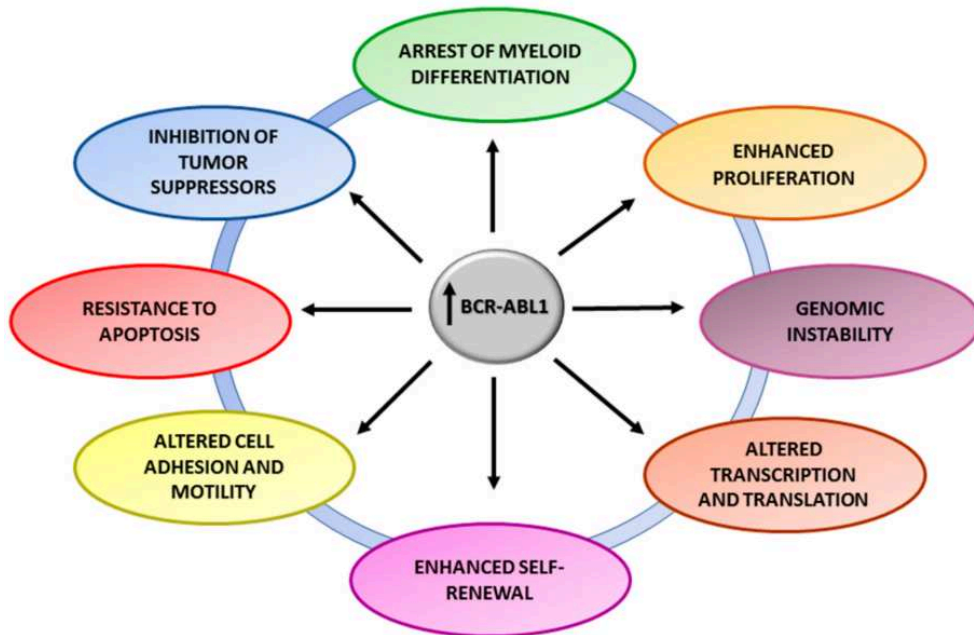 ARREST OF MYELOID
DIFFERENTIATION
INHIBITION OF
TUMOR
SUPPRESSORS
ENHANCED
PROLIFERATION
RESISTANCE TO
APOPTOSIS
BCR-ABL1
GENOMIC
INSTABILITY
ALTERED CELL
ADHESION AND
MOTILITY
ALTERED
TRANSCRIPTION
AND TRANSLATION
ENHANCED SELF-
RENEWAL